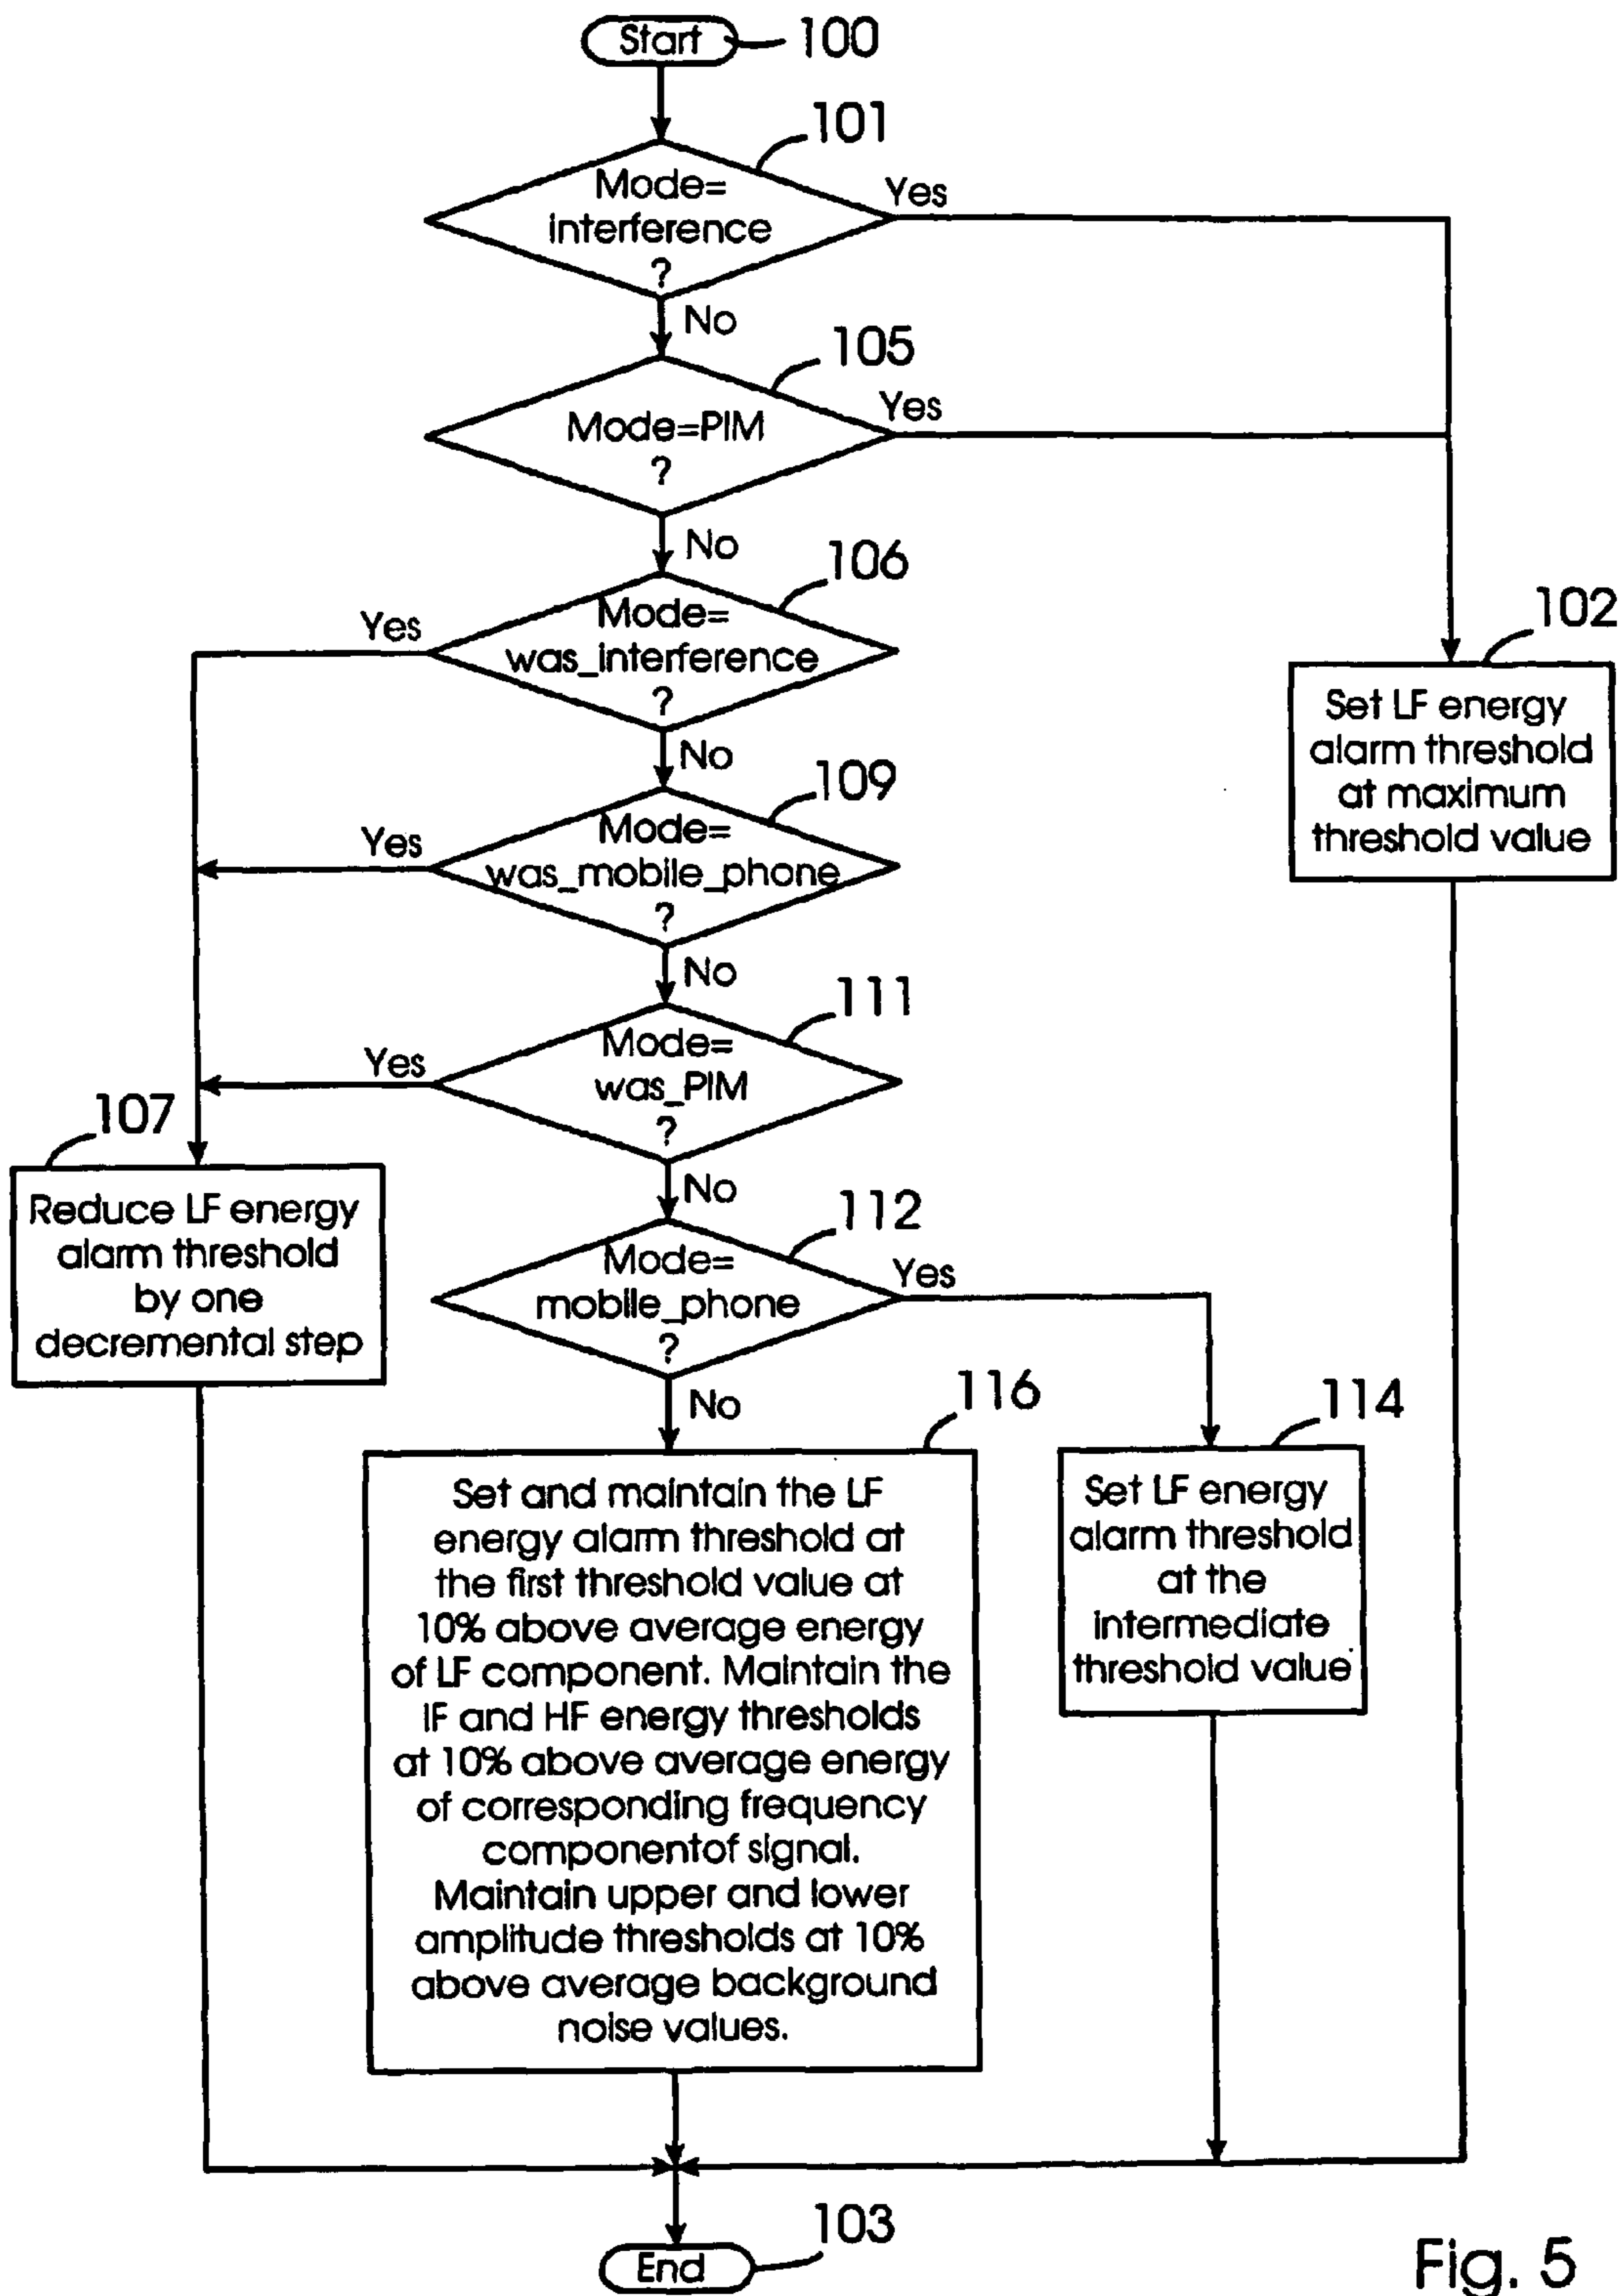 Start
100
101
Mode=
interference
?
Yes
No
105
Mode=PIM
?
Yes
No
106
Mode=
was_interference
?
Yes
No
102
Set LF energy
alarm threshold
at maximum
threshold value
109
Mode=
was_mobile_phone
?
Yes
No
111
Mode=
was_PIM
?
Yes
No
107
Reduce LF energy
alarm threshold
by one
decremental step
112
Mode=
mobile_phone
?
Yes
No
116
Set and maintain the LF
energy alarm threshold at
the first threshold value at
10% above average energy
of LF component. Maintain the
IF and HF energy thresholds
at 10% above average energy
of corresponding frequency
componentof signal.
Maintain upper and lower
amplitude thresholds at 10%
above average background
noise values.
114
Set LF energy
alarm threshold
at the
intermediate
threshold value
End
103
Fig. 5